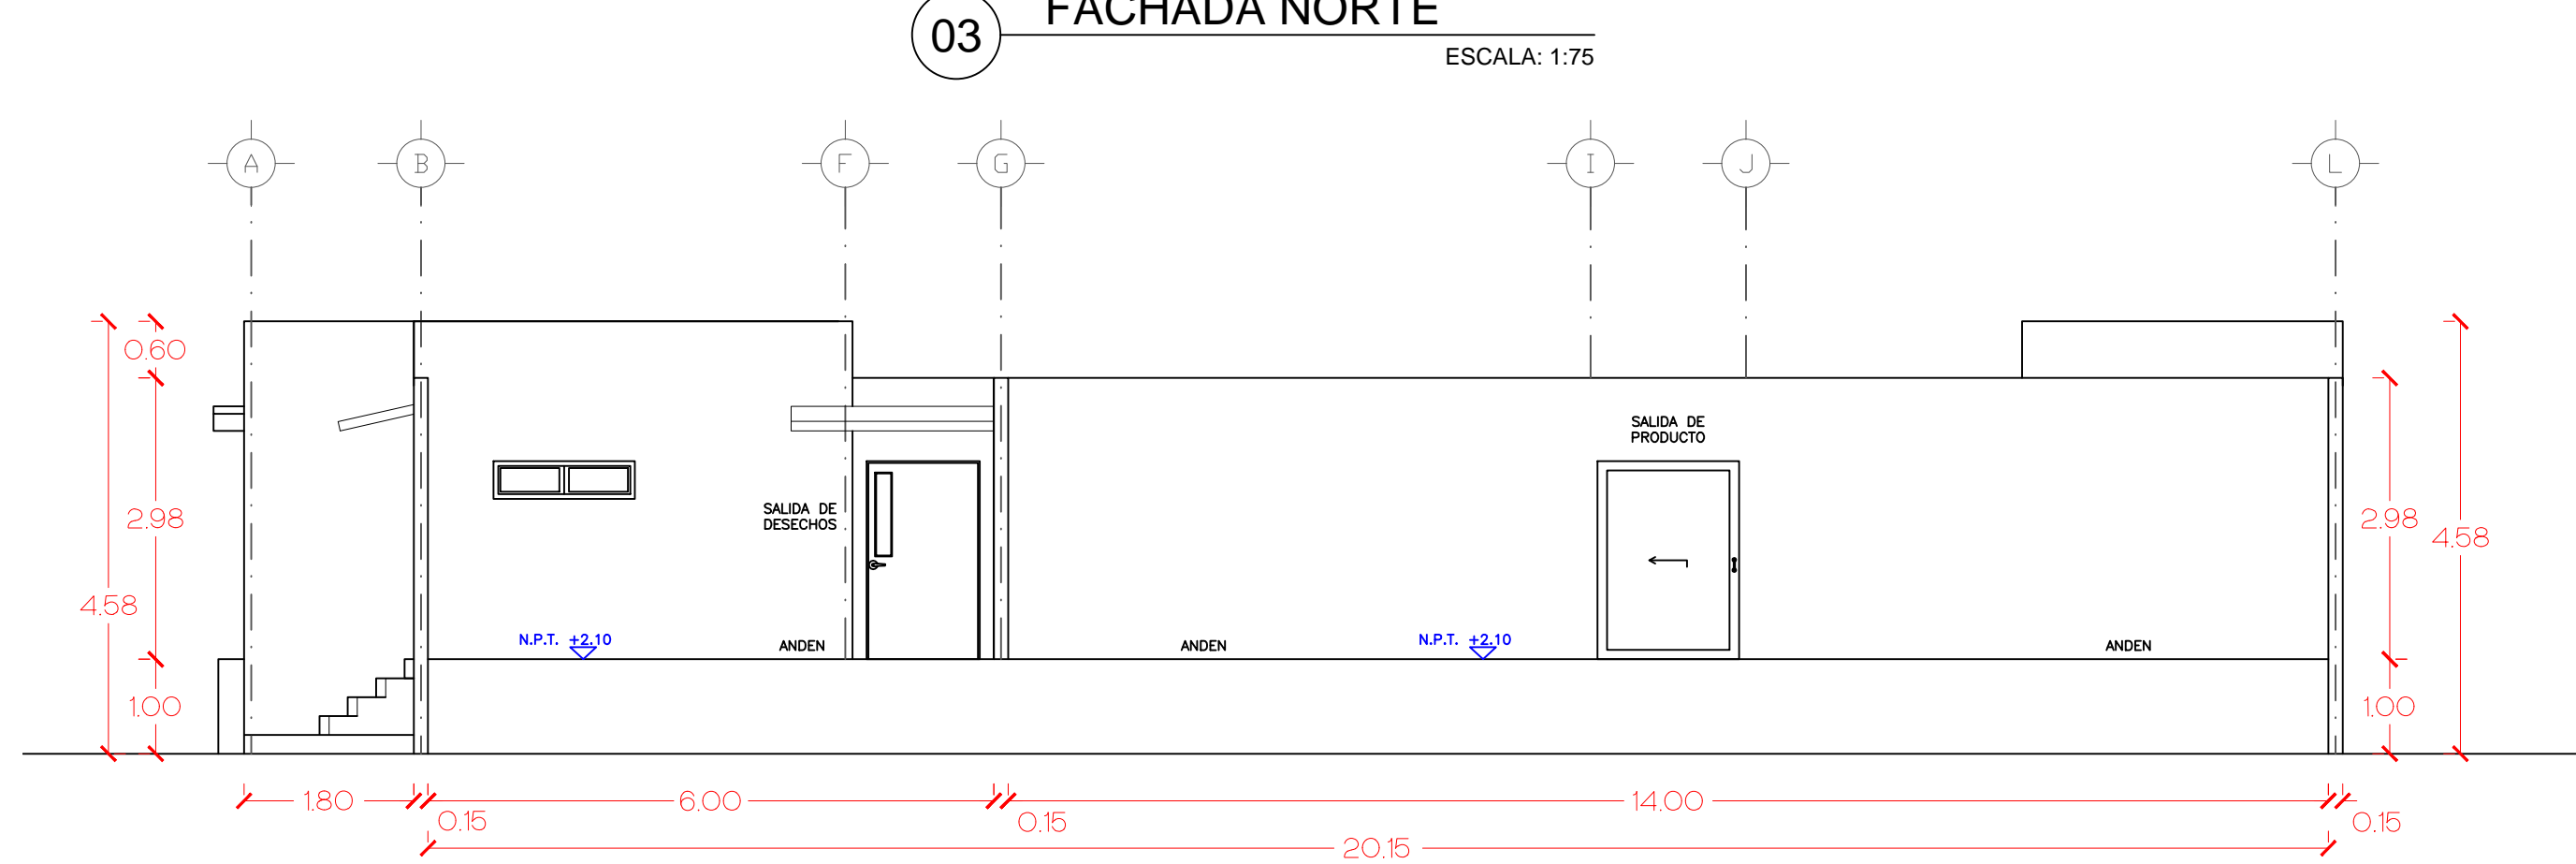 FACHADA NORTE
03
ESCALA: 1:75
A B F G I J L
0.60
SALIDA DE
PRODUCTO
2.98
SALIDA DE
DESECHOS
2.98
4.58
4.58
N.P.T. +2.10
ANDEN
ANDEN
N.P.T. +2.10
ANDEN
1.00
1.00
1.80
6.00
14.00
0.15
0.15
0.15
20.15